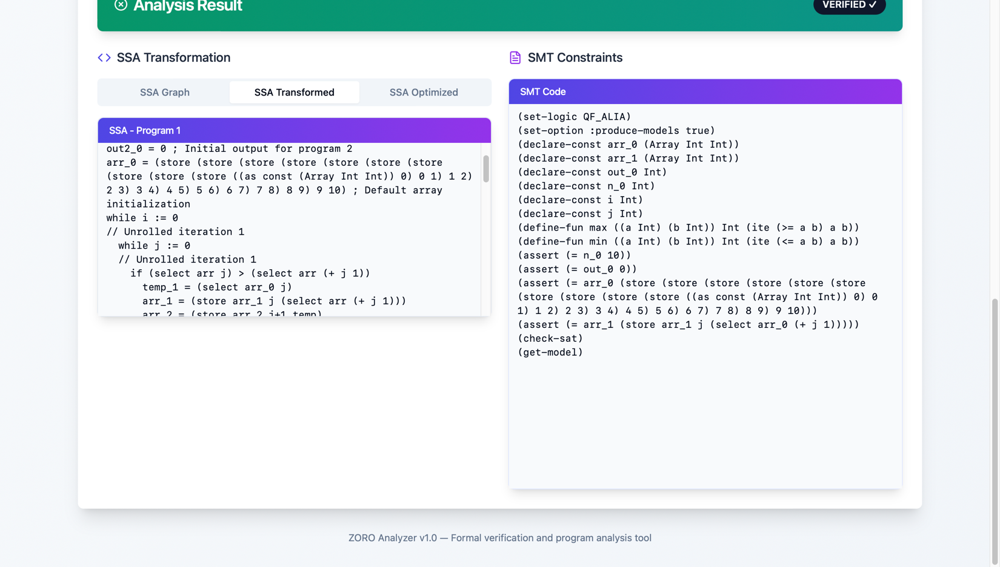 Analysis Result
VERIFIED ✓
SSA Transformation
SSA Graph
SSA Transformed
SSA Optimized
SSA - Program 1
out2_0 = 0 ; Initial output for program 2
arr_0 = (store (store (store (store (store (store (store
(store (store (store ((as const (Array Int Int)) 0) 0 1) 1 2)
2 3) 3 4) 4 5) 5 6) 6 7) 7 8) 8 9) 9 10) ; Default array
initialization
while i := 0
// Unrolled iteration 1
  while j := 0
  // Unrolled iteration 1
    if (select arr j) > (select arr (+ j 1))
      temp_1 = (select arr_0 j)
      arr_1 = (store arr_1 j (select arr (+ j 1)))
      arr_2 = (store arr_2 j+1 temp)
SMT Constraints
SMT Code
(set-logic QF_ALIA)
(set-option :produce-models true)
(declare-const arr_0 (Array Int Int))
(declare-const arr_1 (Array Int Int))
(declare-const out_0 Int)
(declare-const n_0 Int)
(declare-const i Int)
(declare-const j Int)
(define-fun max ((a Int) (b Int)) Int (ite (>= a b) a b))
(define-fun min ((a Int) (b Int)) Int (ite (<= a b) a b))
(assert (= n_0 10))
(assert (= out_0 0))
(assert (= arr_0 (store (store (store (store (store (store
(store (store (store (store ((as const (Array Int Int)) 0) 0
1) 1 2) 2 3) 3 4) 4 5) 5 6) 6 7) 7 8) 8 9) 9 10)))
(assert (= arr_1 (store arr_1 j (select arr_0 (+ j 1)))))
(check-sat)
(get-model)
ZORO Analyzer v1.0 — Formal verification and program analysis tool